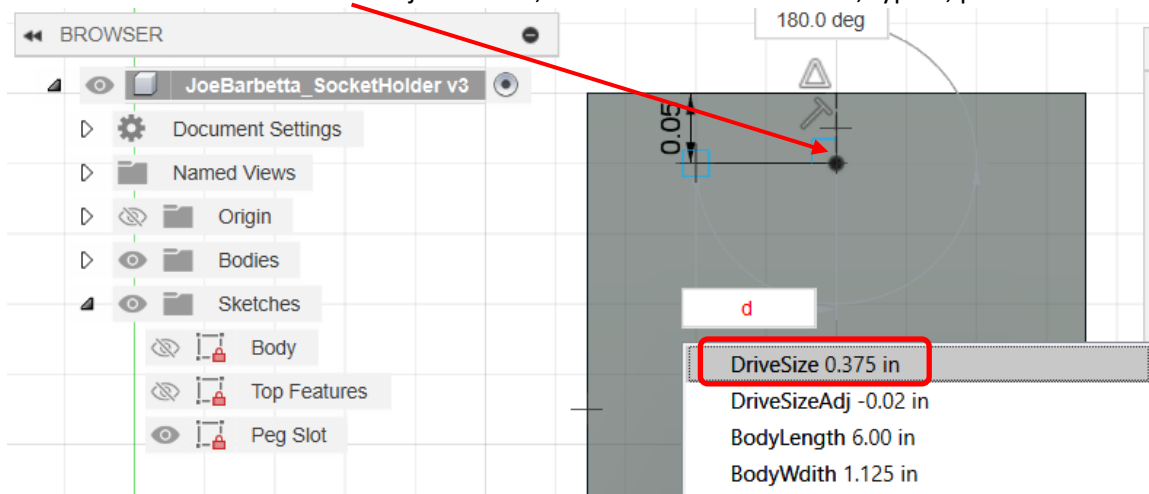 180.0 deg
BROWSER
JoeBarbetta_SocketHolder v3
0.05
Document Settings
Named Views
Origin
Bodies
Sketches
d
Body
DriveSize 0.375 in
Top Features
DriveSizeAdj -0.02 in
Peg Slot
BodyLength 6.00 in
BodyWdith 1.125 in